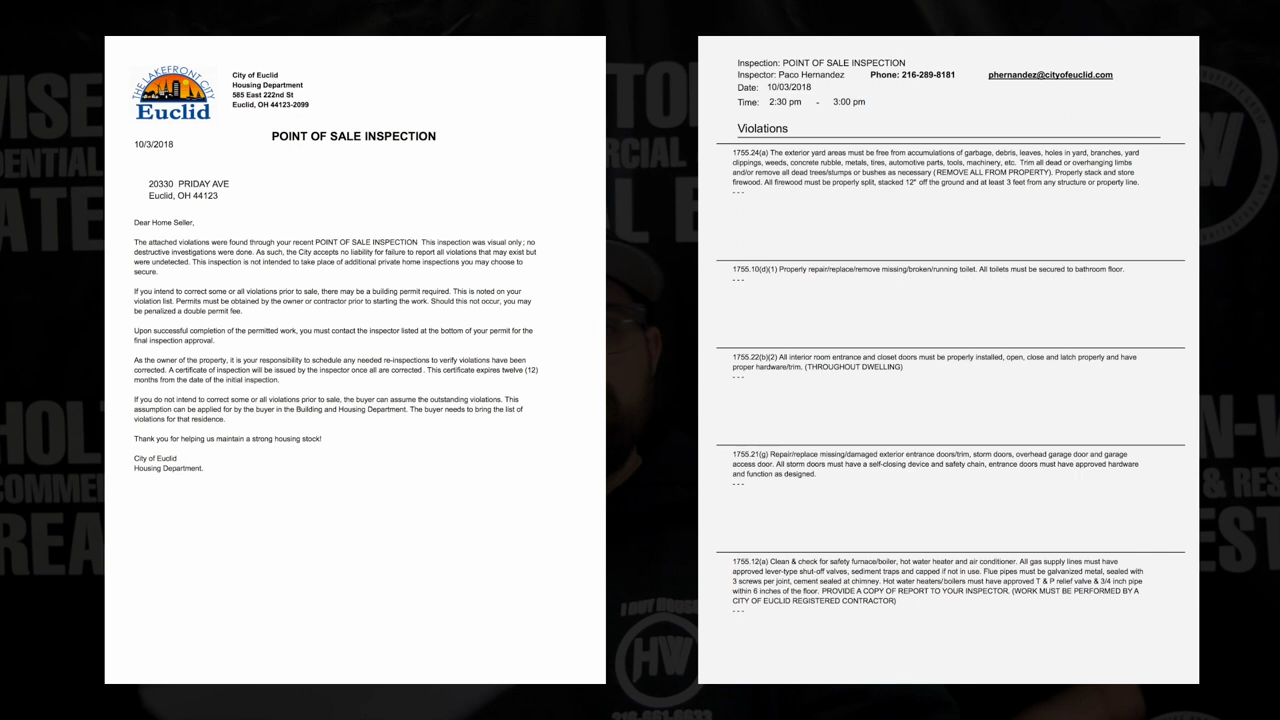 THE LAKEFRONT CITY
Euclid
City of Euclid
Housing Department
585 East 222nd St
Euclid, OH 44123-2099
POINT OF SALE INSPECTION
10/3/2018
20330 PRIDAY AVE
Euclid, OH 44123
Dear Home Seller,
The attached violations were found through your recent POINT OF SALE INSPECTION This inspection was visual only; no
destructive investigations were done. As such, the City accepts no liability for failure to report all violations that may exist but
were undetected. This inspection is not intended to take place of additional private home inspections you may choose to
secure.
If you intend to correct some or all violations prior to sale, there may be a building permit required. This is noted on your
violation list. Permits must be obtained by the owner or contractor prior to starting the work. Should this not occur, you may
be penalized a double permit fee.
Upon successful completion of the permitted work, you must contact the inspector listed at the bottom of your permit for the
final inspection approval.
As the owner of the property, it is your responsibility to schedule any needed re-inspections to verify violations have been
corrected. A certificate of inspection will be issued by the inspector once all are corrected. This certificate expires twelve (12)
months from the date of the initial inspection.
If you do not intend to correct some or all violations prior to sale, the buyer can assume the outstanding violations. This
assumption can be applied for by the buyer in the Building and Housing Department. The buyer needs to bring the list of
violations for that residence.
Thank you for helping us maintain a strong housing stock!
City of Euclid
Housing Department.
Inspection: POINT OF SALE INSPECTION
Inspector: Paco Hernandez Phone: 216-289-8181 phernandez@cityofeuclid.com
Date: 10/03/2018
Time: 2:30 pm - 3:00 pm
Violations
1755.24(a) The exterior yard areas must be free from accumulations of garbage, debris, leaves, holes in yard, branches, yard
clippings, weeds, concrete rubble, metals, tires, automotive parts, tools, machinery, etc. Trim all dead or overhanging limbs
and/or remove all dead trees/stumps or bushes as necessary (REMOVE ALL FROM PROPERTY). Properly stack and store
firewood. All firewood must be properly split, stacked 12" off the ground and at least 3 feet from any structure or property line.
- - -
1755.10(d)(1) Properly repair/replace/remove missing/broken/running toilet. All toilets must be secured to bathroom floor.
- - -
1755.22(b)(2) All interior room entrance and closet doors must be properly installed, open, close and latch properly and have
proper hardware/trim. (THROUGHOUT DWELLING)
- - -
1755.21(g) Repair/replace missing/damaged exterior entrance doors/trim, storm doors, overhead garage door and garage
access door. All storm doors must have a self-closing device and safety chain, entrance doors must have approved hardware
and function as designed.
- - -
1755.12(a) Clean & check for safety furnace/boiler, hot water heater and air conditioner. All gas supply lines must have
approved lever-type shut-off valves, sediment traps and capped if not in use. Flue pipes must be galvanized metal, sealed with
3 screws per joint, cement sealed at chimney. Hot water heaters/boilers must have approved T & P relief valve & 3/4 inch pipe
within 6 inches of the floor. PROVIDE A COPY OF REPORT TO YOUR INSPECTOR. (WORK MUST BE PERFORMED BY A
CITY OF EUCLID REGISTERED CONTRACTOR)
- - -
I BUY HOUSES
HW